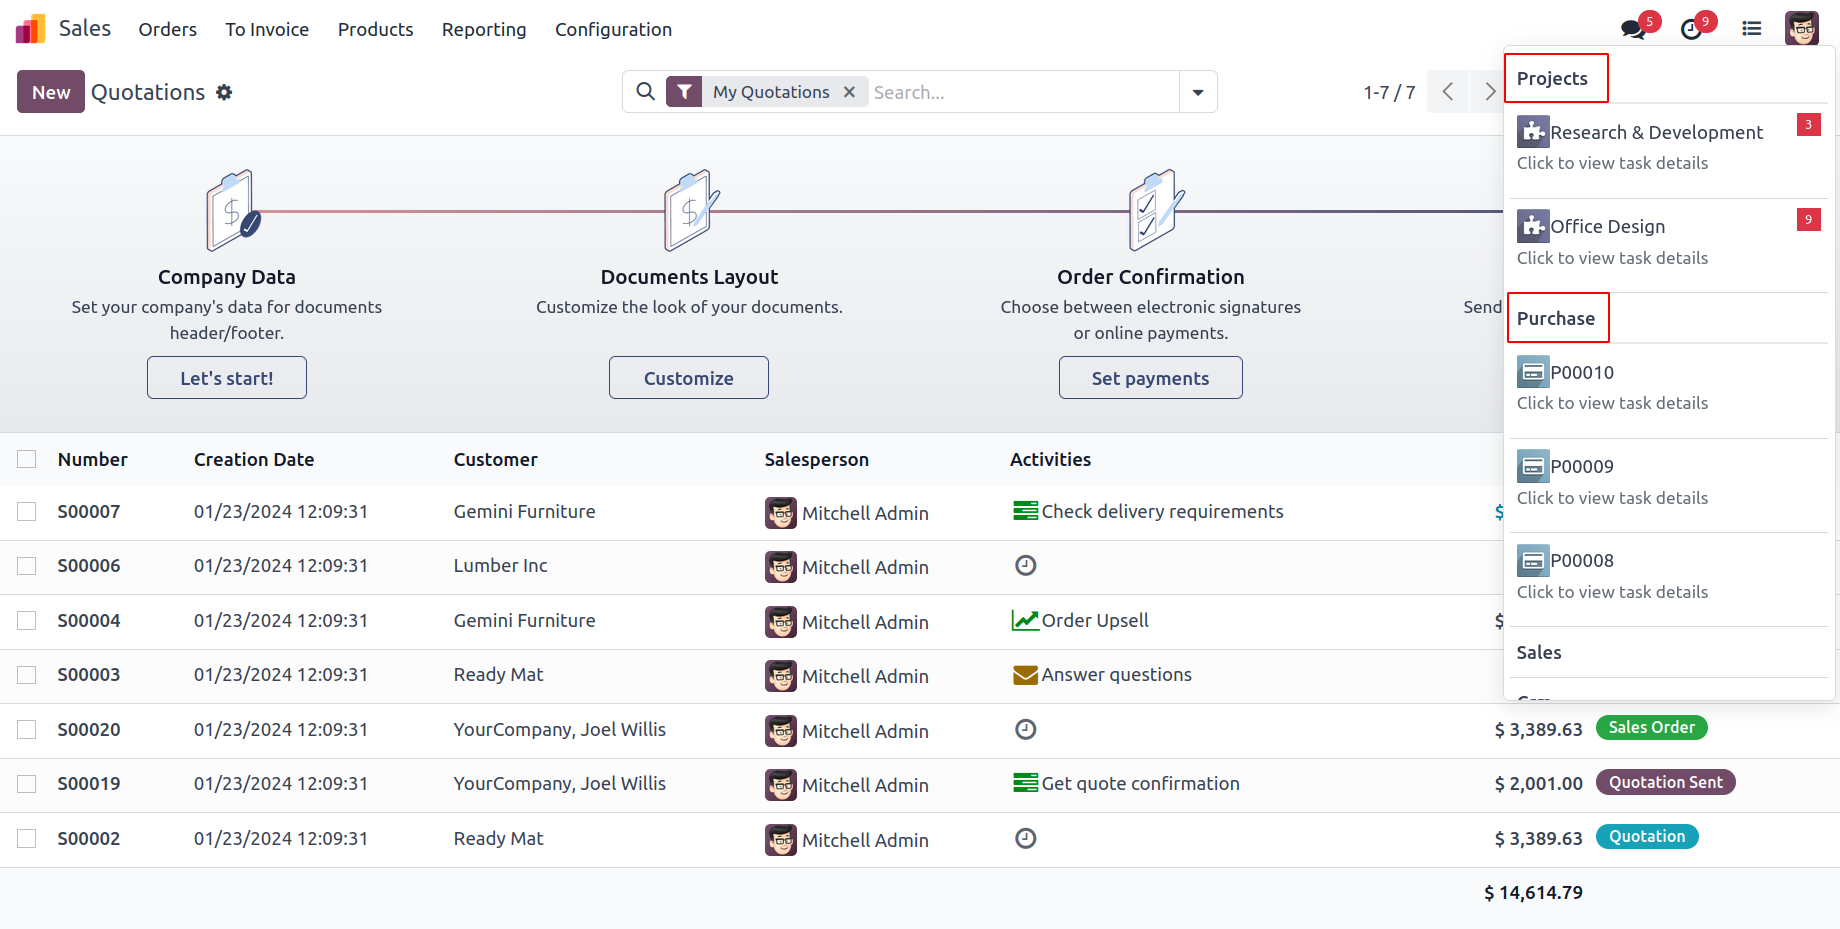 Sales Orders To Invoice Products Reporting Configuration 5 9
New Quotations My Quotations Search... 1-7 / 7
Projects
Research & Development 3
Click to view task details
Office Design 9
Click to view task details
Purchase
P00010
Click to view task details
P00009
Click to view task details
P00008
Click to view task details
Sales
Company Data
Set your company's data for documents
header/footer.
Let's start!
Documents Layout
Customize the look of your documents.
Customize
Order Confirmation
Choose between electronic signatures
or online payments.
Set payments
Send
Number Creation Date Customer Salesperson Activities
S00007 01/23/2024 12:09:31 Gemini Furniture Mitchell Admin Check delivery requirements $
S00006 01/23/2024 12:09:31 Lumber Inc Mitchell Admin
S00004 01/23/2024 12:09:31 Gemini Furniture Mitchell Admin Order Upsell $
S00003 01/23/2024 12:09:31 Ready Mat Mitchell Admin Answer questions
S00020 01/23/2024 12:09:31 YourCompany, Joel Willis Mitchell Admin $ 3,389.63 Sales Order
S00019 01/23/2024 12:09:31 YourCompany, Joel Willis Mitchell Admin Get quote confirmation $ 2,001.00 Quotation Sent
S00002 01/23/2024 12:09:31 Ready Mat Mitchell Admin $ 3,389.63 Quotation
$ 14,614.79